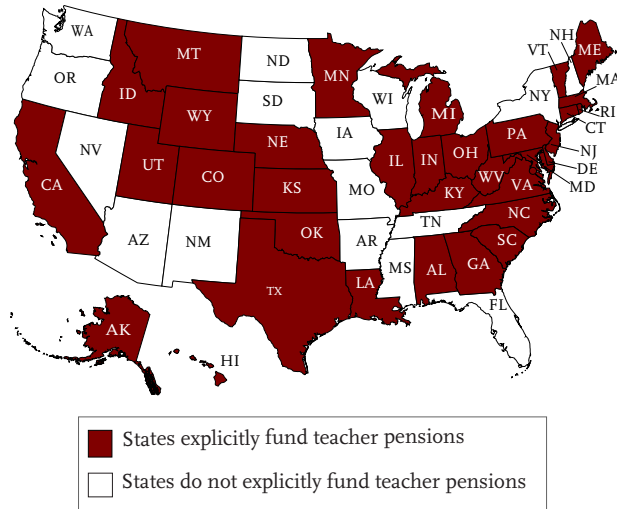 WA
MT
ND
MN
VT
NH
ME
OR
ID
SD
WI
NY
MA
WY
MI
RI
CT
NV
NE
IA
PA
NJ
UT
CO
IL
IN
OH
WV
DE
CA
KS
MO
KY
VA
MD
AZ
NM
OK
AR
TN
NC
SC
TX
LA
MS
AL
GA
FL
AK
HI
States explicitly fund teacher pensions
States do not explicitly fund teacher pensions